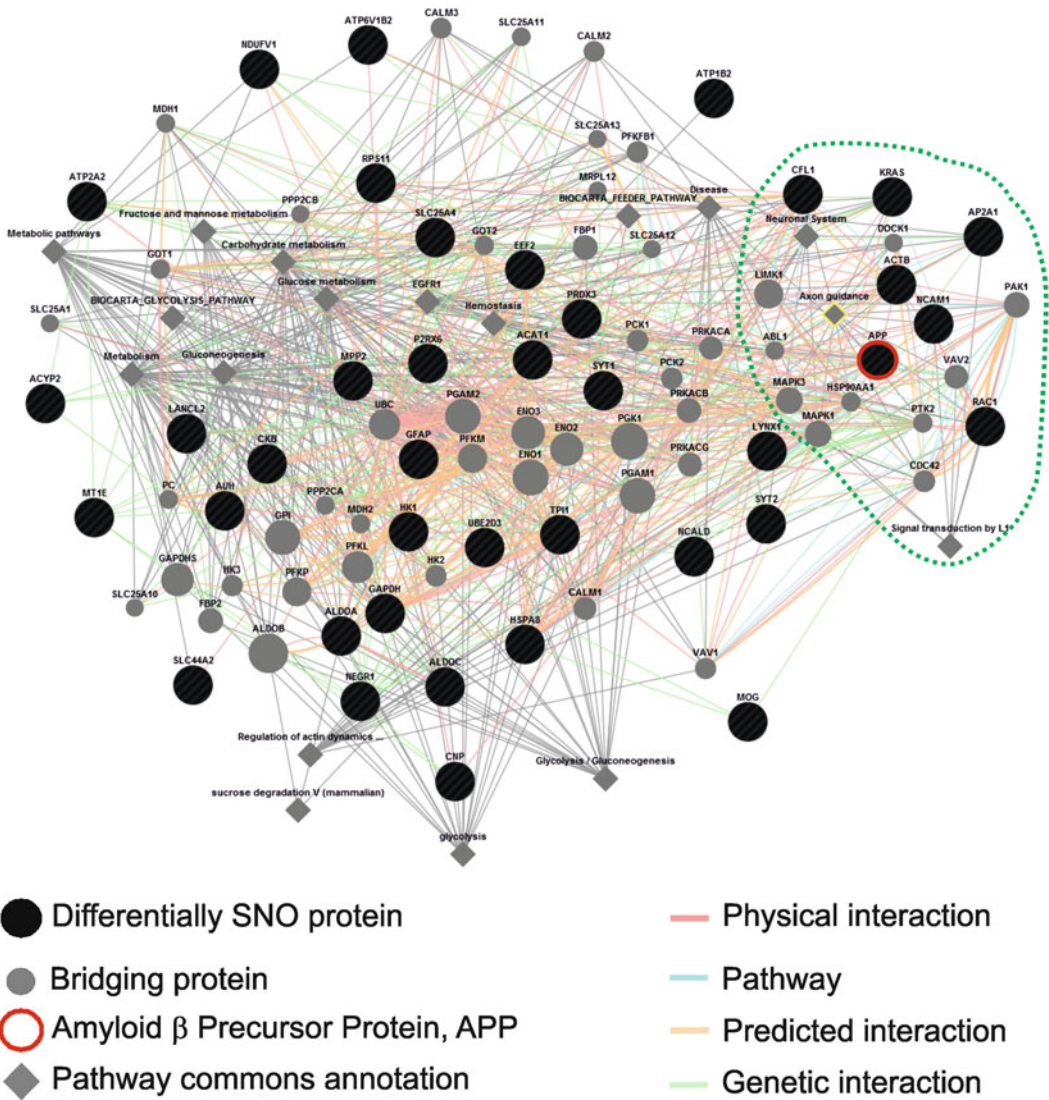 CALM3
ATP6V1B2
SLC25A11
CALM2
NDUFV1
ATP1B2
MDH1
SLC25A13
PFKFB1
RPS11
CFL1
KRAS
ATP2A2
MRPL12
PPP2CB
BIOCARTA_FEEDER_PATHWAY
Disease
Fructose and mannose metabolism
SLC25A4
Neuronal System
AP2A1
Metabolic pathways
DOCK1
Carbohydrate metabolism
GOT2
FBP1
SLC25A12
EEF2
ACTB
GOT1
LIMK1
Glucose metabolism
EGFR1
PAK1
BIOCARTA_GLYCOLYSIS_PATHWAY
Axon guidance
NCAM1
Hemostasis
PRDX3
SLC25A1
PCK1
PRKACA
ABL1
APP
Metabolism
Gluconeogenesis
MPP2
P2RX6
ACAT1
PCK2
VAV2
SYT1
ACYP2
HSP90AA1
MAPK3
PGAM2
UBC
PRKACB
LANCL2
ENO3
PGK1
MAPK1
PTK2
RAC1
CKB
GFAP
PFKM
ENO2
LYNX1
PRKACG
ENO1
PGAM1
CDC42
PC
AUH
PPP2CA
MT1E
SYT2
MDH2
HK1
UBE2D3
TPI1
GPI
NCALD
Signal transduction by L1
PFKL
GAPDHS
HK3
PFKP
HK2
GAPDH
SLC25A10
FBP2
ALDOA
CALM1
HSPA8
ALDOB
VAV1
SLC44A2
NEGR1
ALDOC
MOG
Regulation of actin dynamics ...
CNP
Glycolysis / Gluconeogenesis
sucrose degradation V (mammalian)
glycolysis
Differentially SNO protein
Physical interaction
Bridging protein
Pathway
Amyloid β Precursor Protein, APP
Predicted interaction
Pathway commons annotation
Genetic interaction